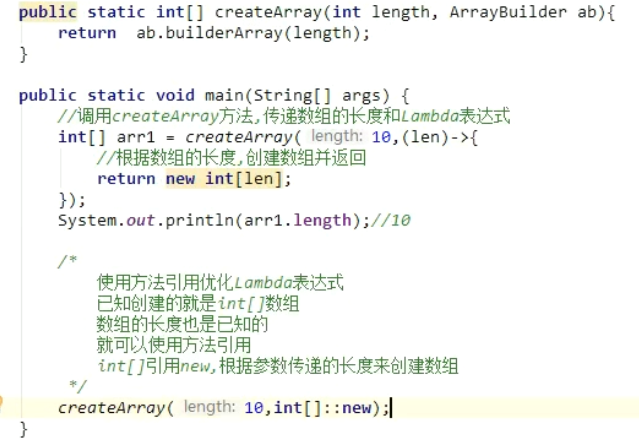 public static int[] createArray(int length, ArrayBuilder ab){
return ab.builderArray(length);
}
public static void main(String[] args) {
//调用createArray方法,传递数组的长度和Lambda表达式
int[] arr1 = createArray( length: 10,(len)->{
//根据数组的长度,创建数组并返回
return new int[len];
});
System.out.println(arr1.length);//10
/*
使用方法引用优化Lambda表达式
已知创建的就是int[]数组
数组的长度也是已知的
就可以使用方法引用
int[]引用new,根据参数传递的长度来创建数组
*/
createArray( length: 10,int[]::new);
}